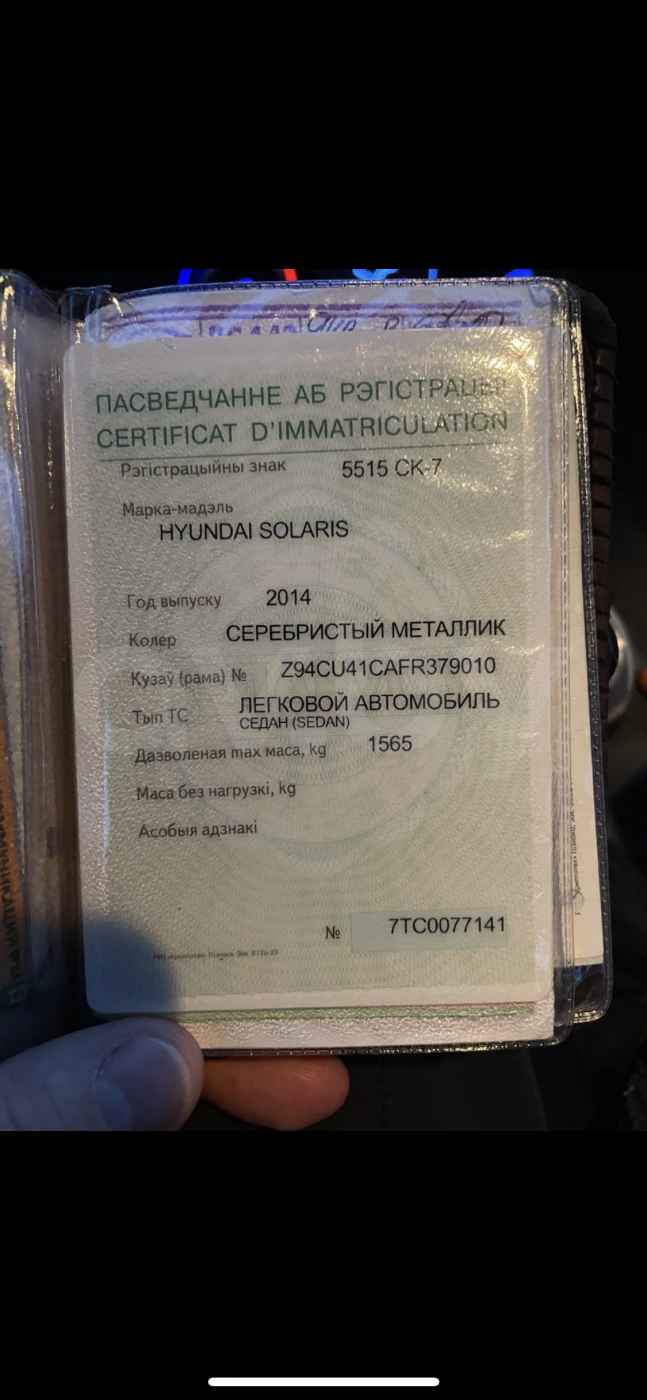 ПАСВЕДЧАННЕ АБ РЭГІСТРАЦЫІ
CERTIFICAT D'IMMATRICULATION
Рэгістрацыйны знак 5515 CK-7
Марка-мадэль
HYUNDAI SOLARIS
Год выпуску 2014
Колер СЕРЕБРИСТЫЙ МЕТАЛЛИК
Кузаў (рама) № Z94CU41CAFR379010
Тып ТС ЛЕГКОВОЙ АВТОМОБИЛЬ
СЕДАН (SEDAN)
Дазволеная max маса, kg 1565
Маса без нагрузкі, kg
Асобыя адзнакі
№ 7TC0077141